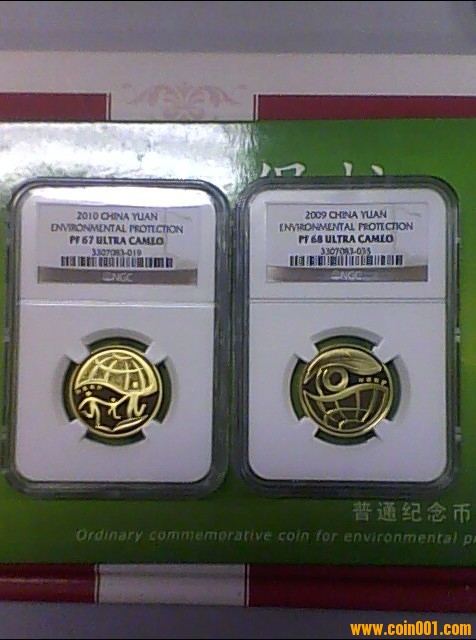 2010 CHINA YUAN
ENVIRONMENTAL PROTECTION
PF 67 ULTRA CAMEO
3307083-019
NGC
2009 CHINA YUAN
ENVIRONMENTAL PROTECTION
PF 68 ULTRA CAMEO
3307083-035
NGC
普通纪念币
Ordinary commemorative coin for environmental
www.coin001.com